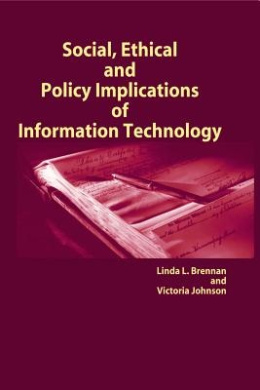 Social, Ethical
and
Policy Implications
of
Information Technology
Linda L. Brennan
and
Victoria Johnson